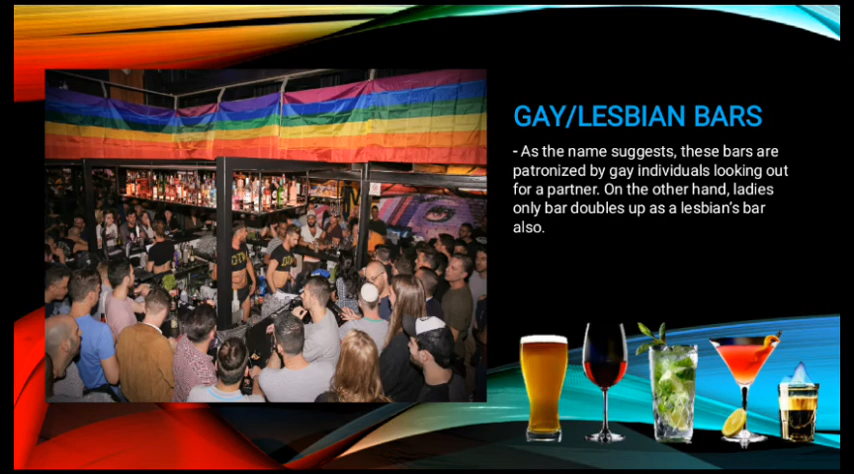 GAY/LESBIAN BARS
- As the name suggests, these bars are
patronized by gay individuals looking out
for a partner. On the other hand, ladies
only bar doubles up as a lesbian's bar
also.